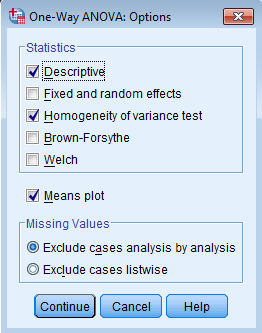 One-Way ANOVA: Options
Statistics
Descriptive
Fixed and random effects
Homogeneity of variance test
Brown-Forsythe
Welch
Means plot
Missing Values
Exclude cases analysis by analysis
Exclude cases listwise
Continue Cancel Help